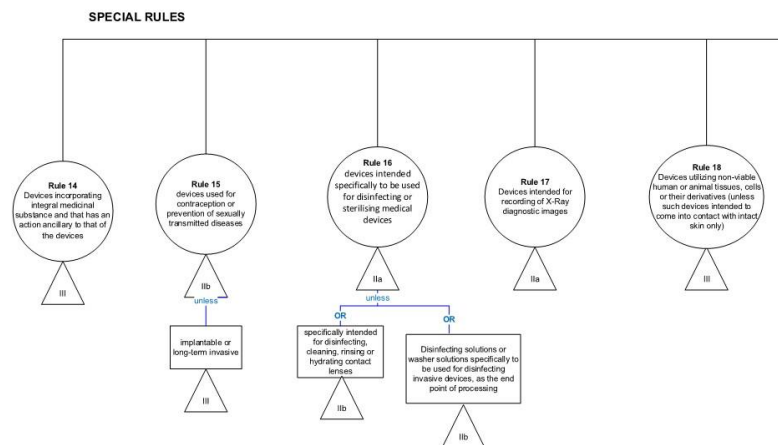 SPECIAL RULES
Rule 14
Devices incorporating
integral medicinal
substance and that has an
action ancillary to that of
the devices
III
Rule 15
devices used for
contraception or
prevention of sexually
transmitted diseases
IIb
unless
implantable or
long-term invasive
III
Rule 16
devices intended
specifically to be used
for disinfecting or
sterilising medical
devices
IIa
unless
OR
specifically intended
for disinfecting,
cleaning, rinsing or
hydrating contact
lenses
IIb
OR
Disinfecting solutions or
washer solutions specifically to
be used for disinfecting
invasive devices, as the end
point of processing
IIb
Rule 17
Devices intended for
recording of X-Ray
diagnostic images
IIa
Rule 18
Devices utilizing non-viable
human or animal tissues, cells
or their derivatives (unless
such devices intended to
come into contact with intact
skin only)
III